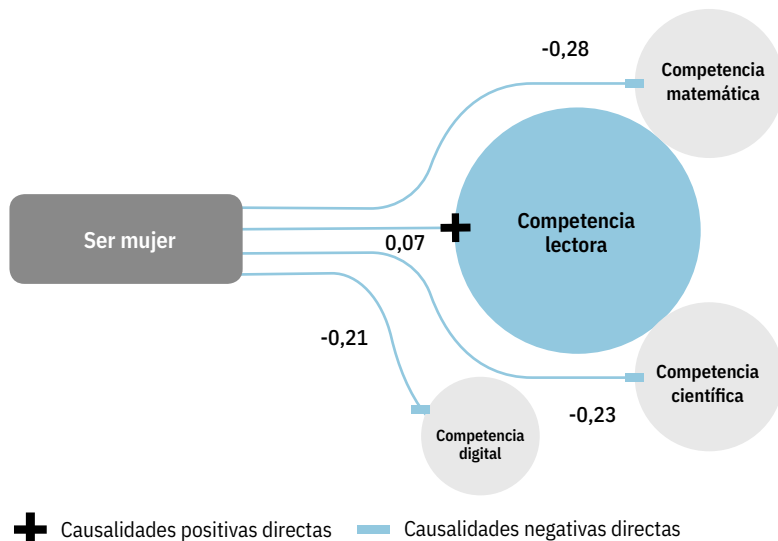 -0,28
Competencia
matemática
Ser mujer
0,07
Competencia
lectora
-0,21
Competencia
científica
-0,23
Competencia
digital
Causalidades positivas directas
Causalidades negativas directas